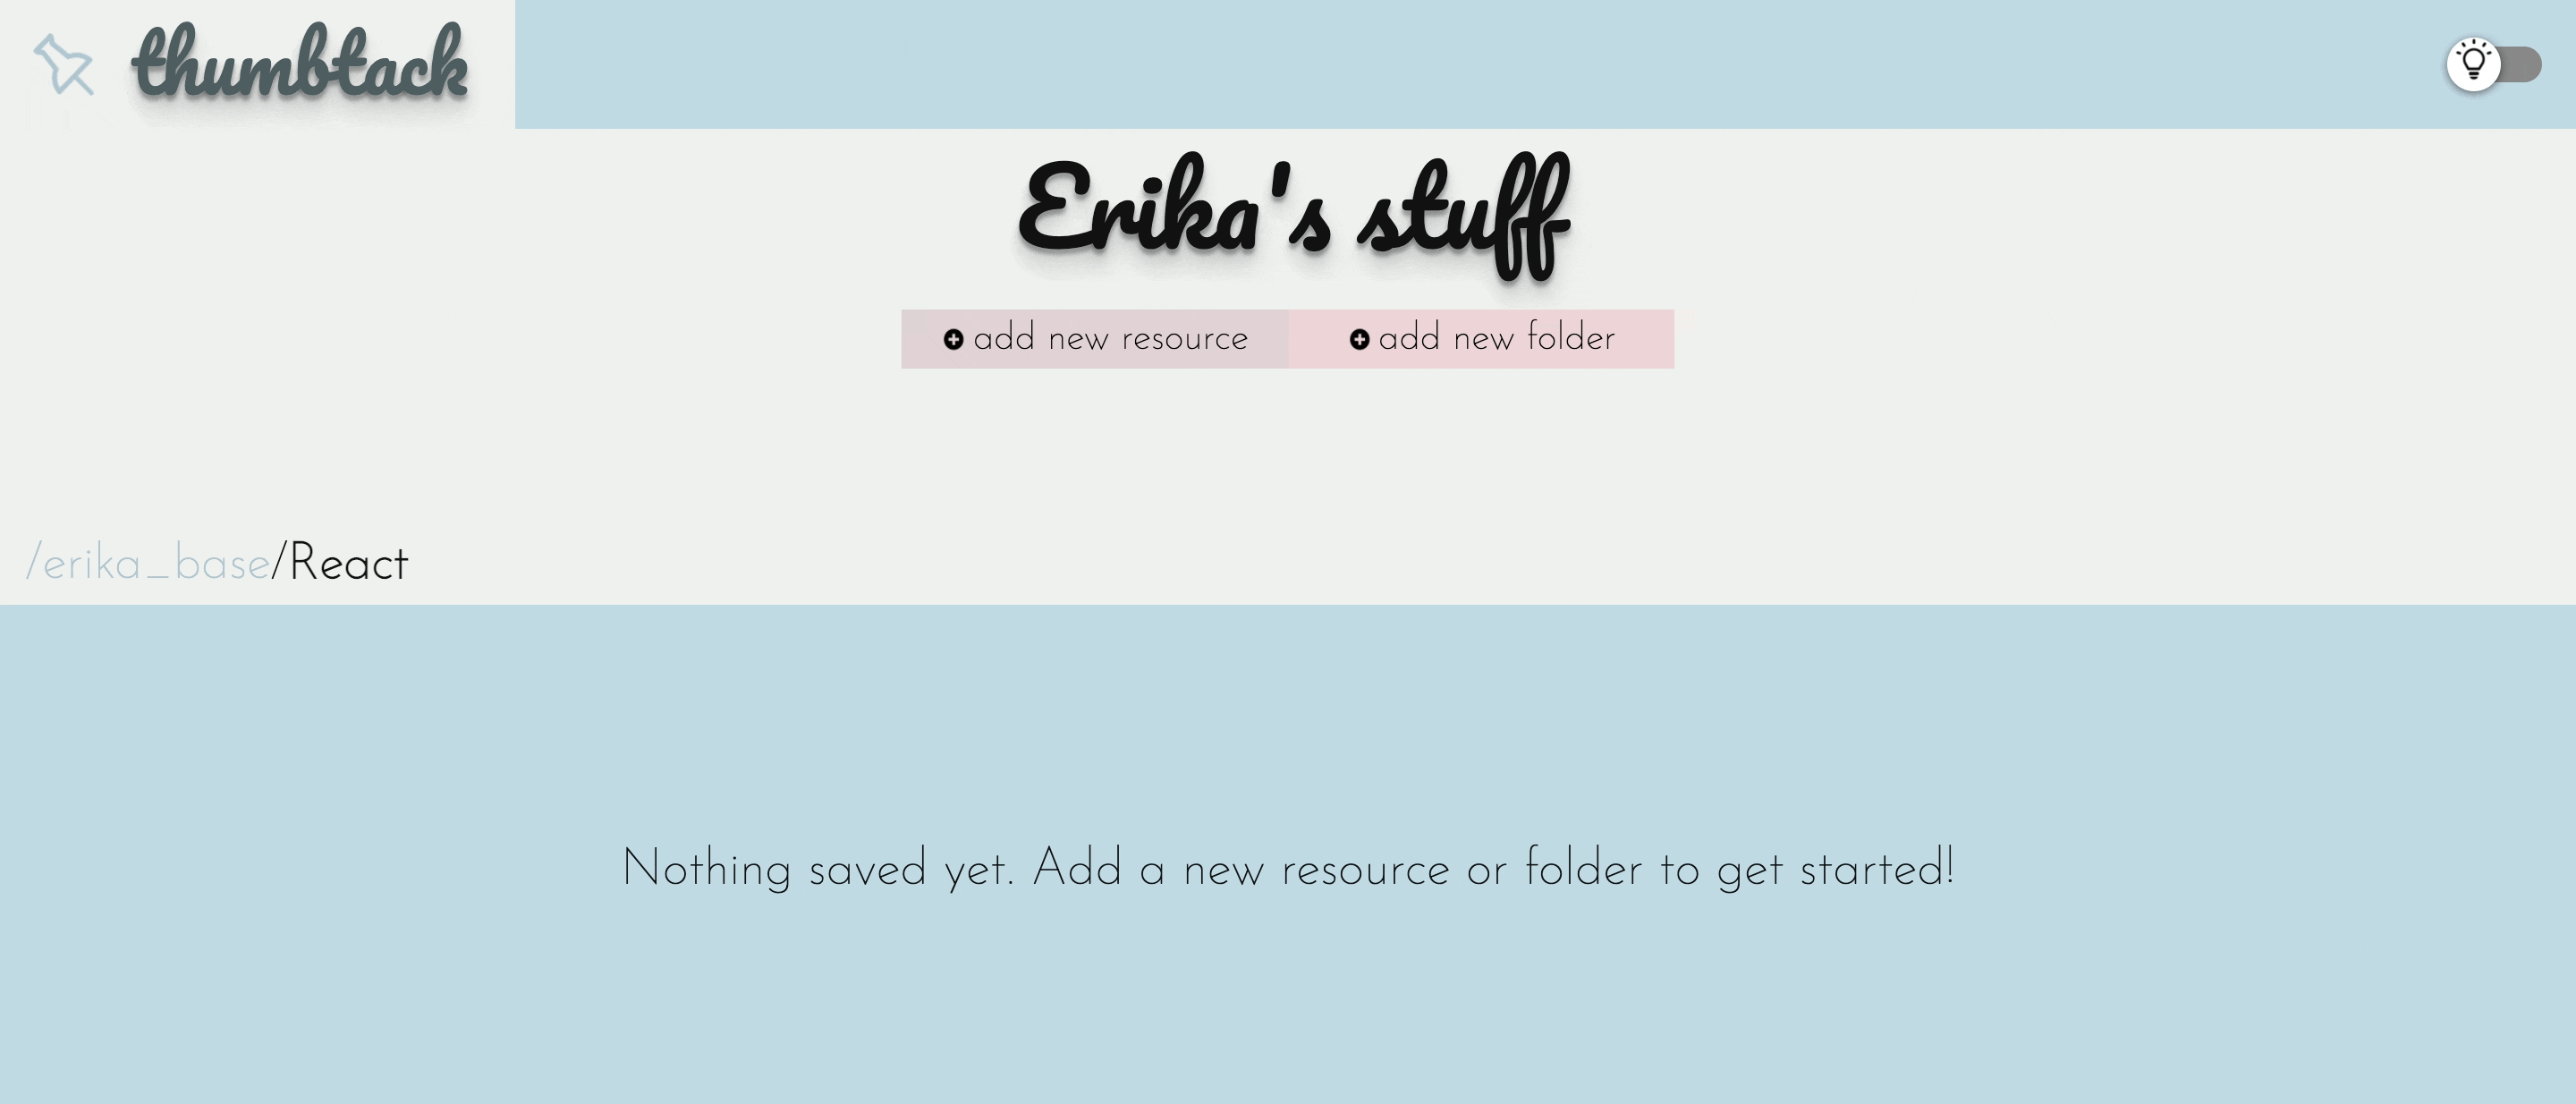 thumbtack
Erika's stuff
add new resource
add new folder
/erika_base/React
Nothing saved yet. Add a new resource or folder to get started!